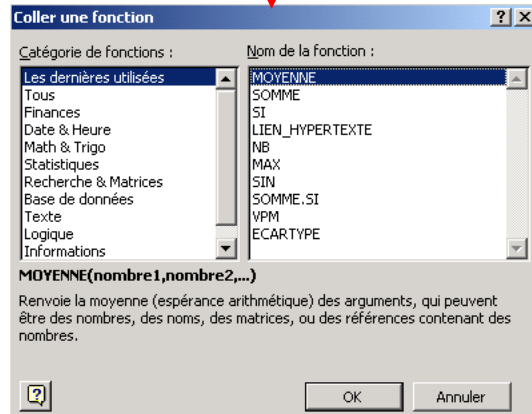 Coller une fonction
Catégorie de fonctions :
Les dernières utilisées
Tous
Finances
Date & Heure
Math & Trigo
Statistiques
Recherche & Matrices
Base de données
Texte
Logique
Informations
Nom de la fonction :
MOYENNE
SOMME
SI
LIEN_HYPERTEXTE
NB
MAX
SIN
SOMME.SI
VPM
ECARTYPE
MOYENNE(nombre1,nombre2,...)
Renvoie la moyenne (espérance arithmétique) des arguments, qui peuvent
être des nombres, des noms, des matrices, ou des références contenant des
nombres.
OK
Annuler